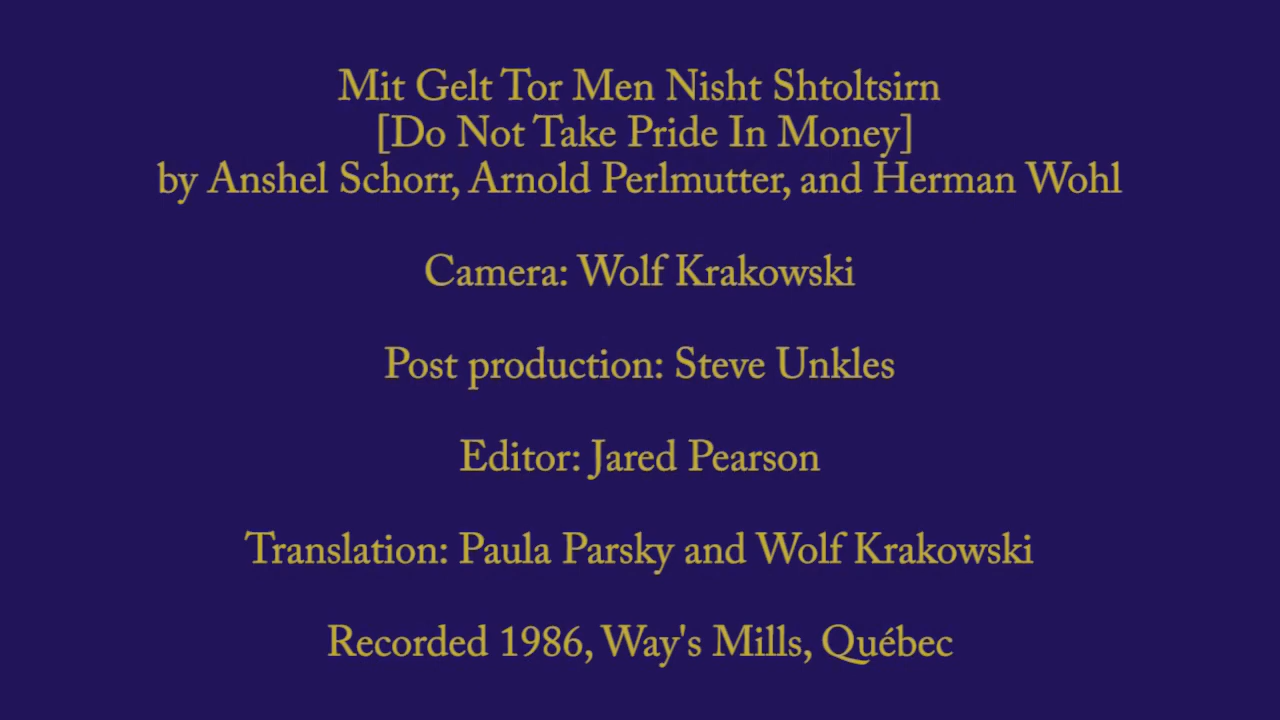 Mit Gelt Tor Men Nisht Shtoltsirn
[Do Not Take Pride In Money]
by Anshel Schorr, Arnold Perlmutter, and Herman Wohl
Camera: Wolf Krakowski
Post production: Steve Unkles
Editor: Jared Pearson
Translation: Paula Parsky and Wolf Krakowski
Recorded 1986, Way's Mills, Québec